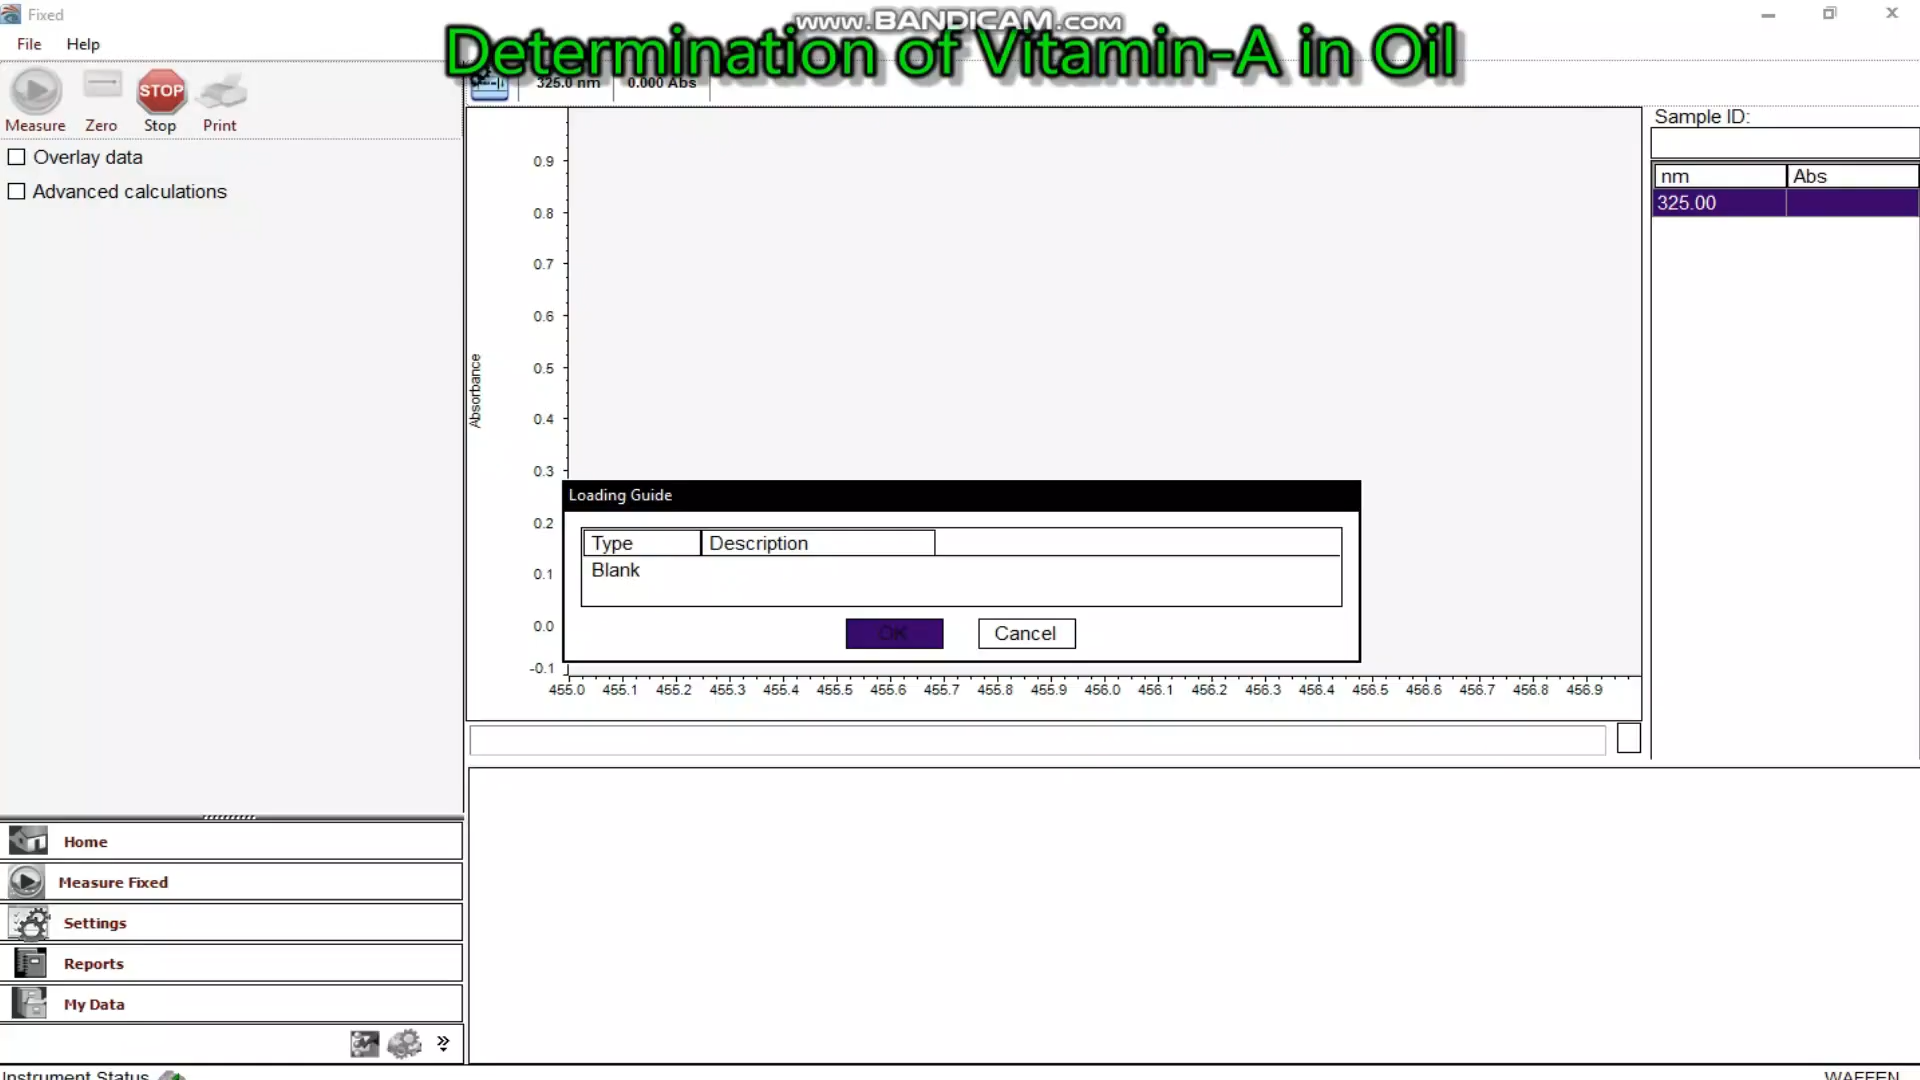 Fixed
www.BANDICAM.com
File Help
Determination of Vitamin-A in Oil
325.0 nm 0.000 Abs
STOP
Measure Zero Stop Print
Sample ID:
Overlay data
Advanced calculations
nm Abs
325.00
0.9
0.8
0.7
0.6
0.5
0.4
0.3
0.2
0.1
0.0
-0.1
Absorbance
Loading Guide
Type Description
Blank
OK Cancel
455.0 455.1 455.2 455.3 455.4 455.5 455.6 455.7 455.8 455.9 456.0 456.1 456.2 456.3 456.4 456.5 456.6 456.7 456.8 456.9
Home
Measure Fixed
Settings
Reports
My Data
Instrument Status
WAFFEN